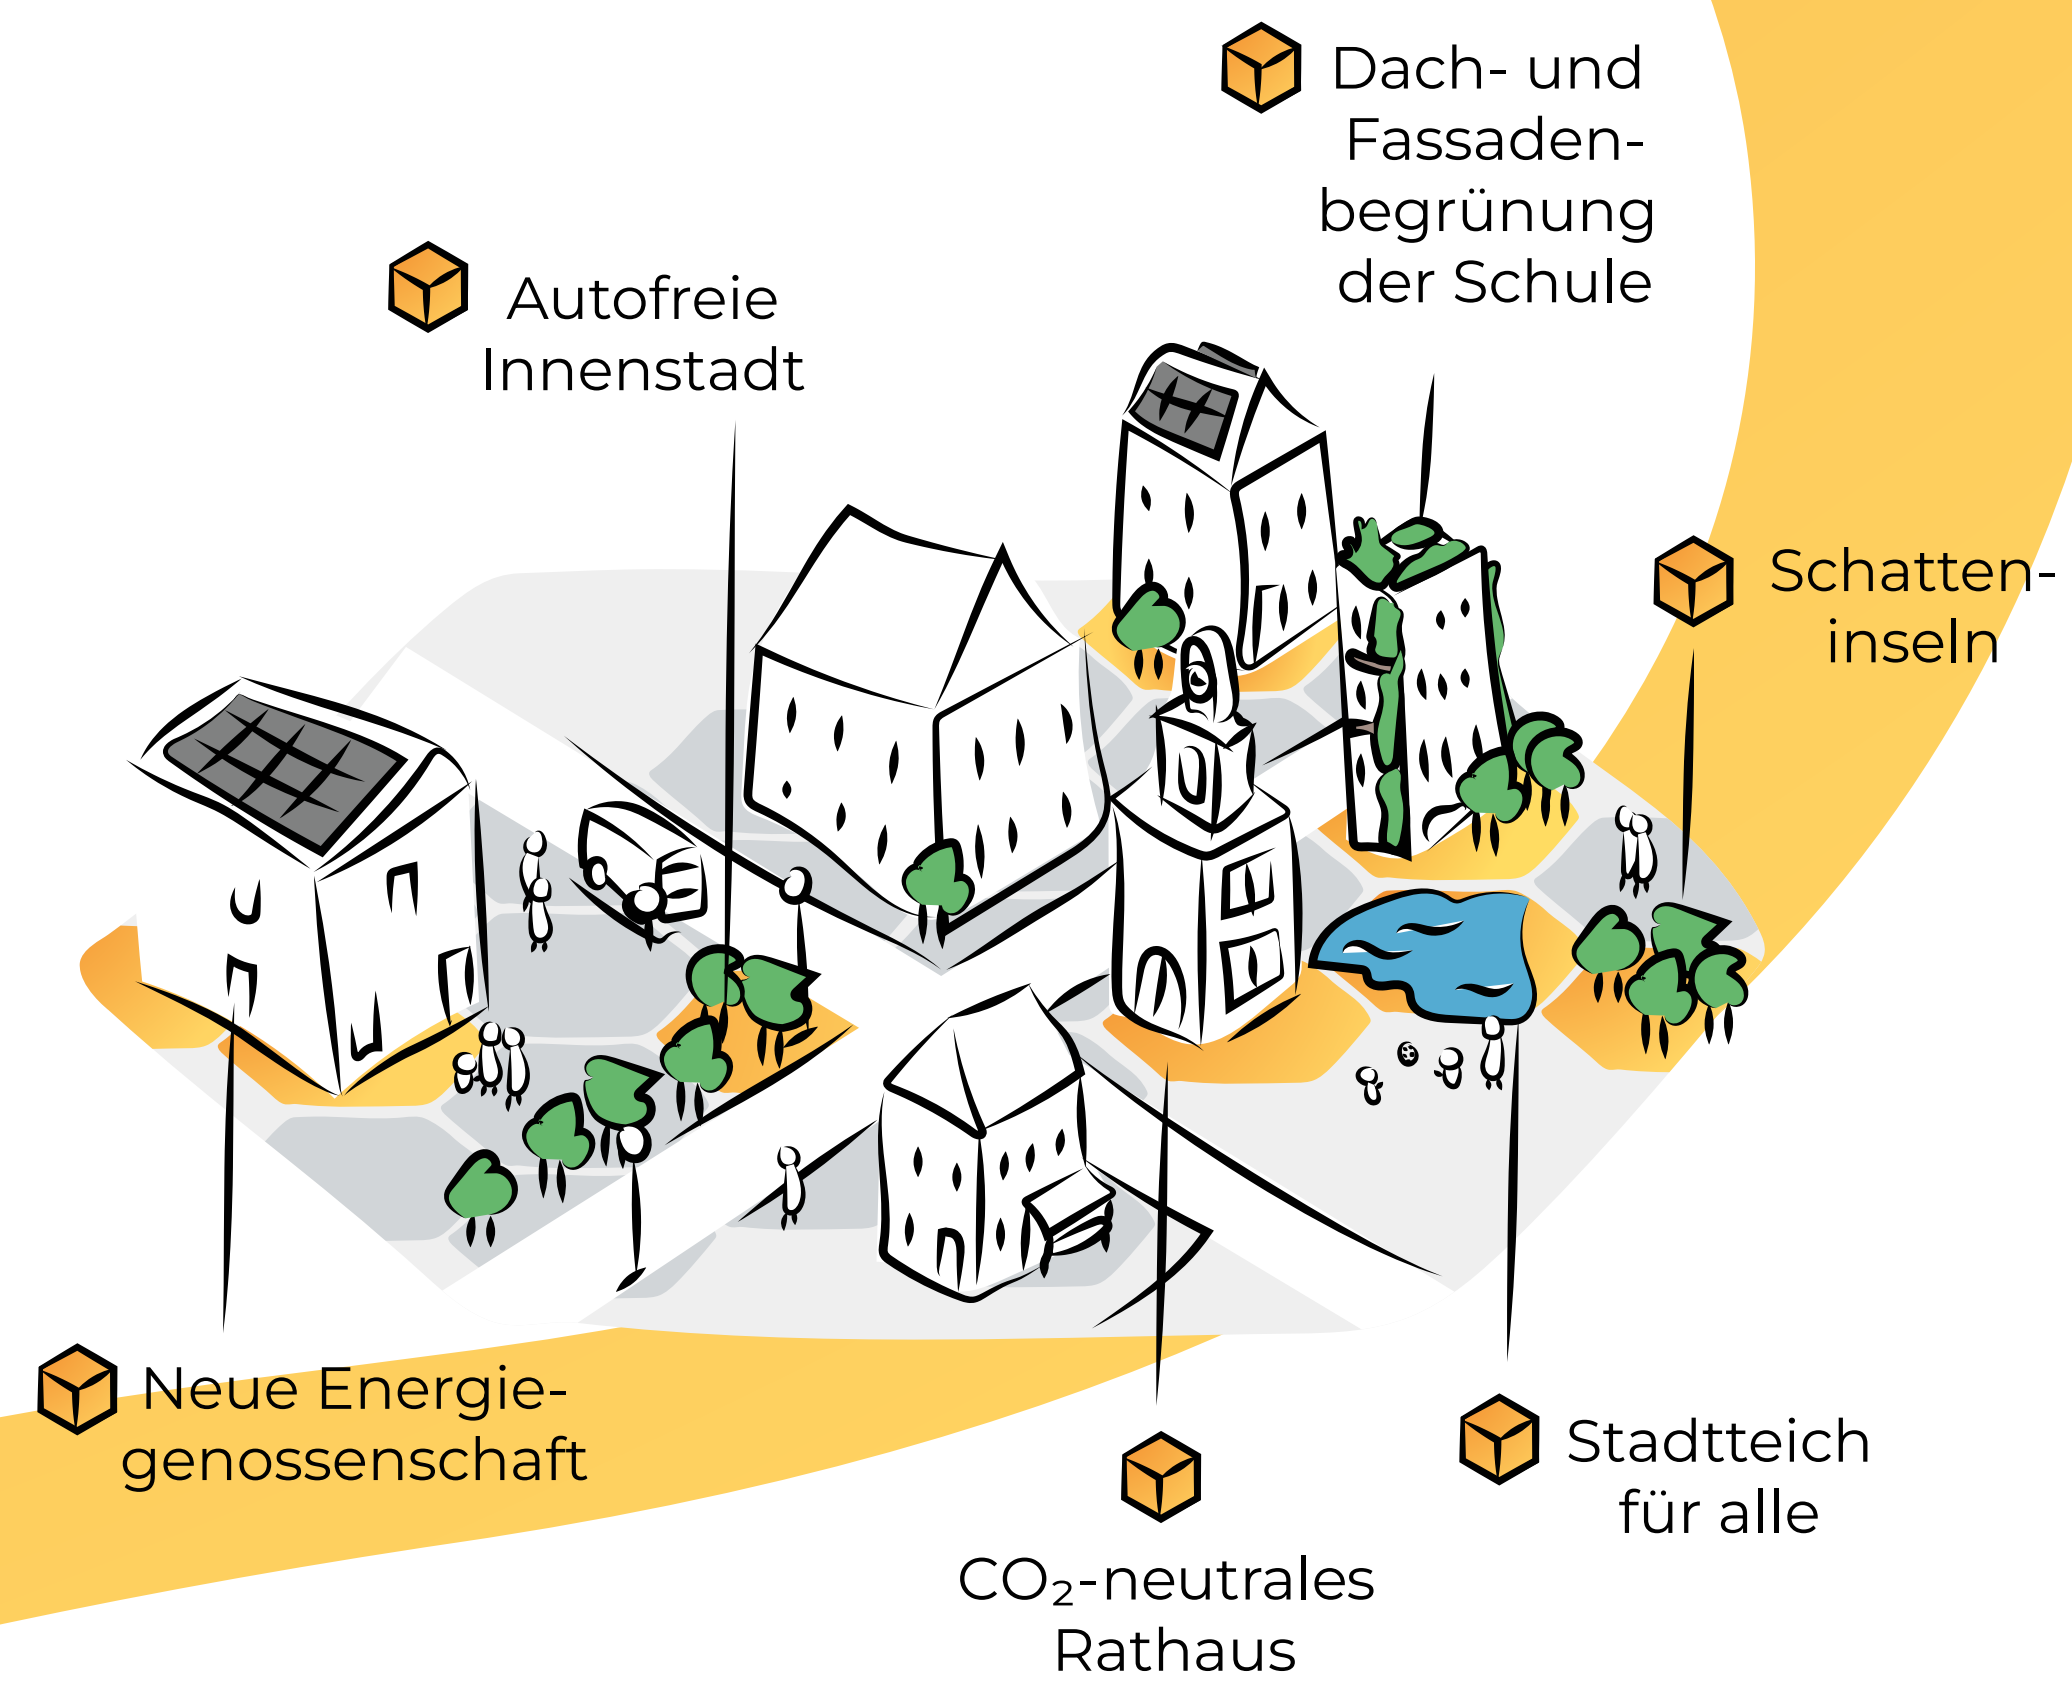 Dach- und
Fassaden-
begrünung
der Schule
Autofreie
Innenstadt
Schatten-
inseln
Neue Energie-
genossenschaft
Stadtteich
für alle
CO₂-neutrales
Rathaus